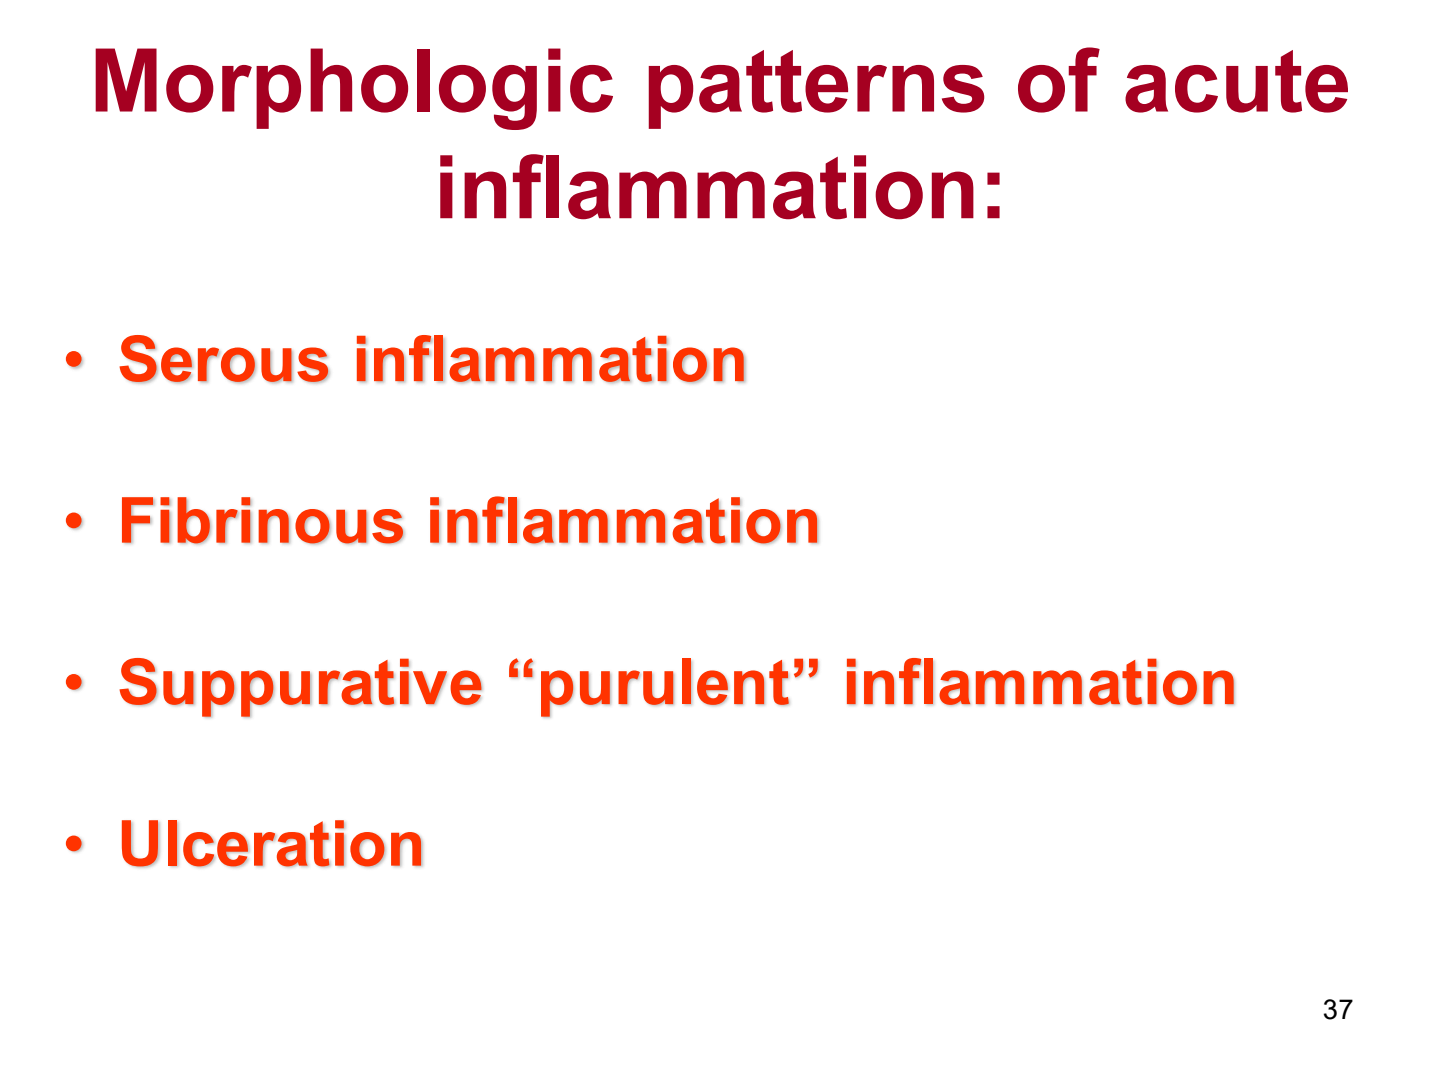 Morphologic patterns of acute
inflammation:
• Serous inflammation
• Fibrinous inflammation
• Suppurative “purulent” inflammation
• Ulceration
37